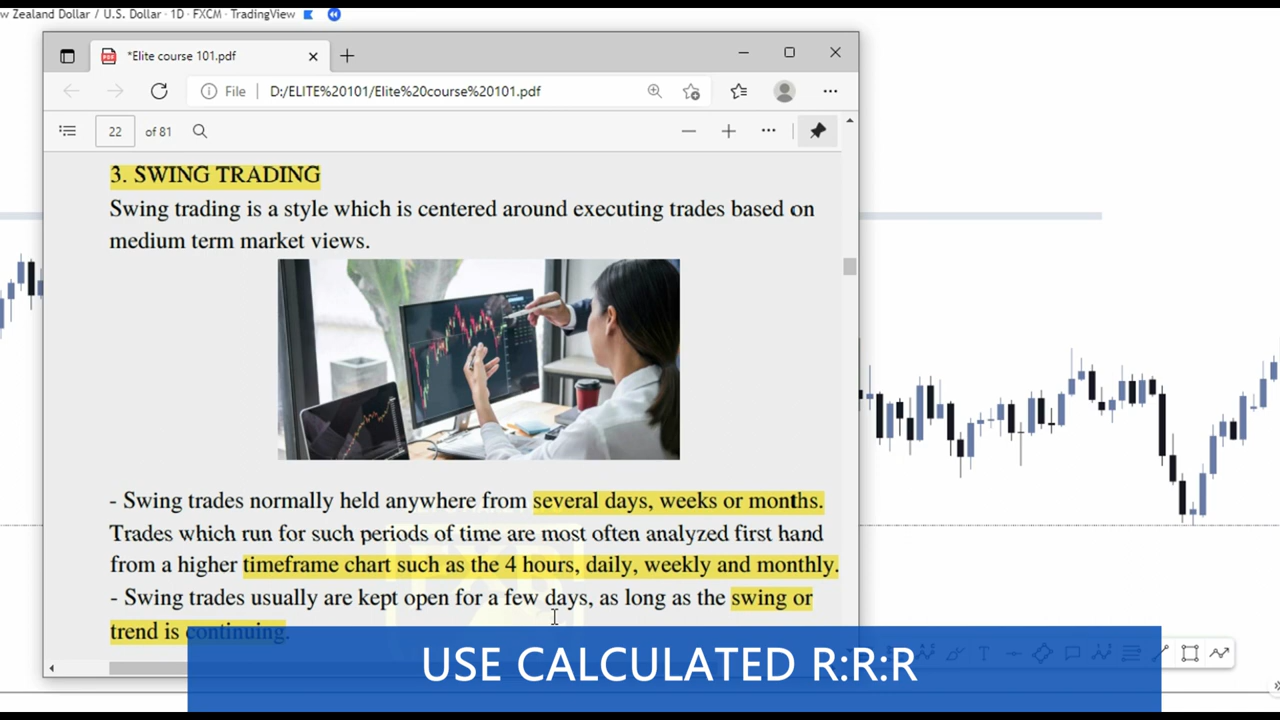 w Zealand Dollar / U.S. Dollar · 1D · FXCM · TradingView
*Elite course 101.pdf
File D:/ELITE%20101/Elite%20course%20101.pdf
22 of 81
3. SWING TRADING
Swing trading is a style which is centered around executing trades based on
medium term market views.
- Swing trades normally held anywhere from several days, weeks or months.
Trades which run for such periods of time are most often analyzed first hand
from a higher timeframe chart such as the 4 hours, daily, weekly and monthly.
- Swing trades usually are kept open for a few days, as long as the swing or
trend is continuing.
USE CALCULATED R:R:R